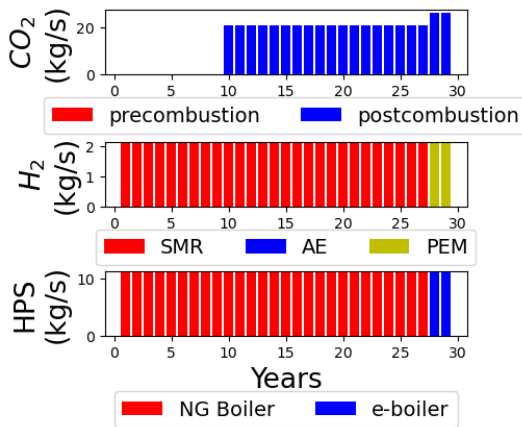 CO₂
(kg/s)
20
0
0 5 10 15 20 25 30
precombustion postcombustion
H₂
(kg/s)
2
1
0
0 5 10 15 20 25 30
SMR AE PEM
HPS
(kg/s)
10
0
0 5 10 15 20 25 30
Years
NG Boiler e-boiler